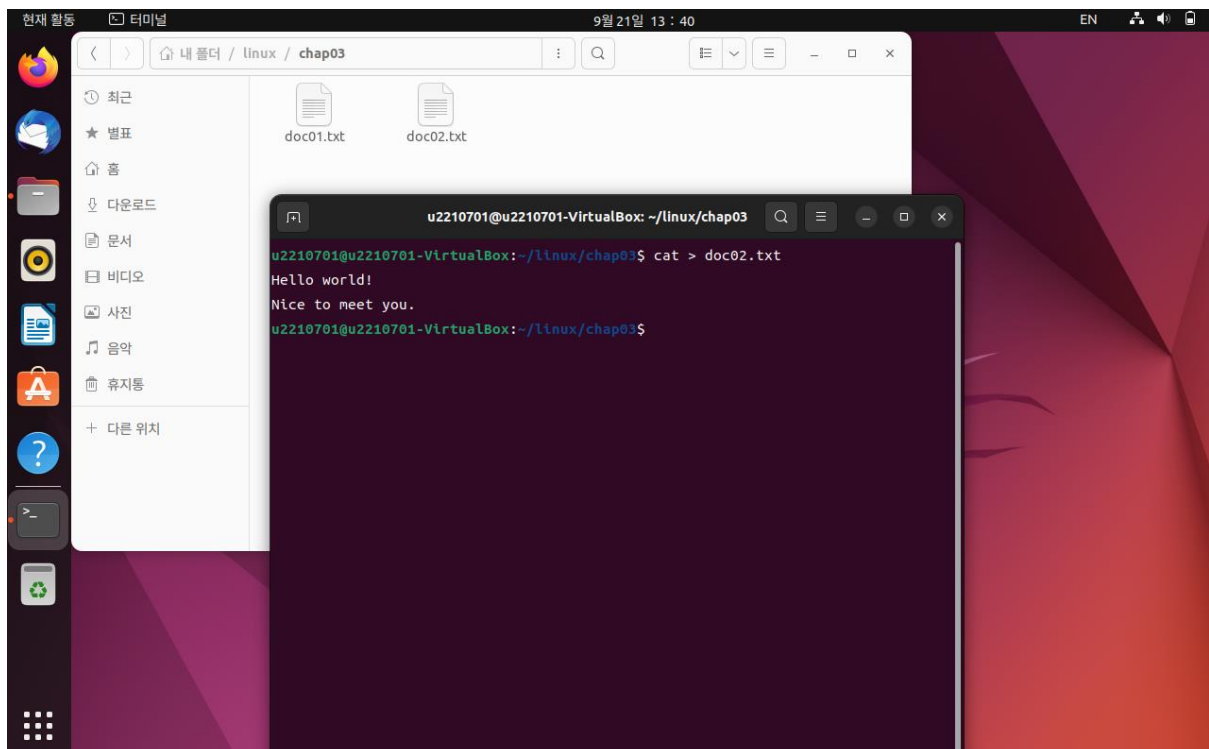 현재 활동 터미널 9월 21일 13 : 40 EN
내 폴더 / linux / chap03
최근
별표
홈
다운로드
문서
비디오
사진
음악
휴지통
+ 다른 위치
doc01.txt doc02.txt
u2210701@u2210701-VirtualBox: ~/linux/chap03
u2210701@u2210701-VirtualBox:~/linux/chap03$ cat > doc02.txt
Hello world!
Nice to meet you.
u2210701@u2210701-VirtualBox:~/linux/chap03$